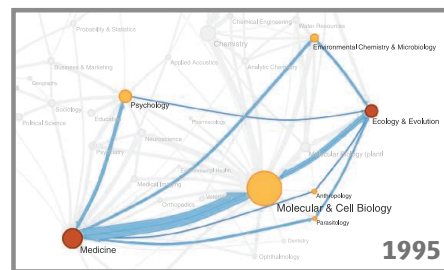 Probability & Statistics
Chemical Engineering
Water Resources
Chemistry
Environmental Chemistry & Microbiology
Applied Acoustics
Analytic Chemistry
Business & Marketing
Geography
Psychology
Sociology
Ecology & Evolution
Political Science
Education
Pharmacology
Neuroscience
Molecular Biology (plant)
Psychiatry
Medical Imaging
Anthropology
Orthopedics
Molecular & Cell Biology
Parasitology
Medicine
Dentistry
Ophthalmology
1995